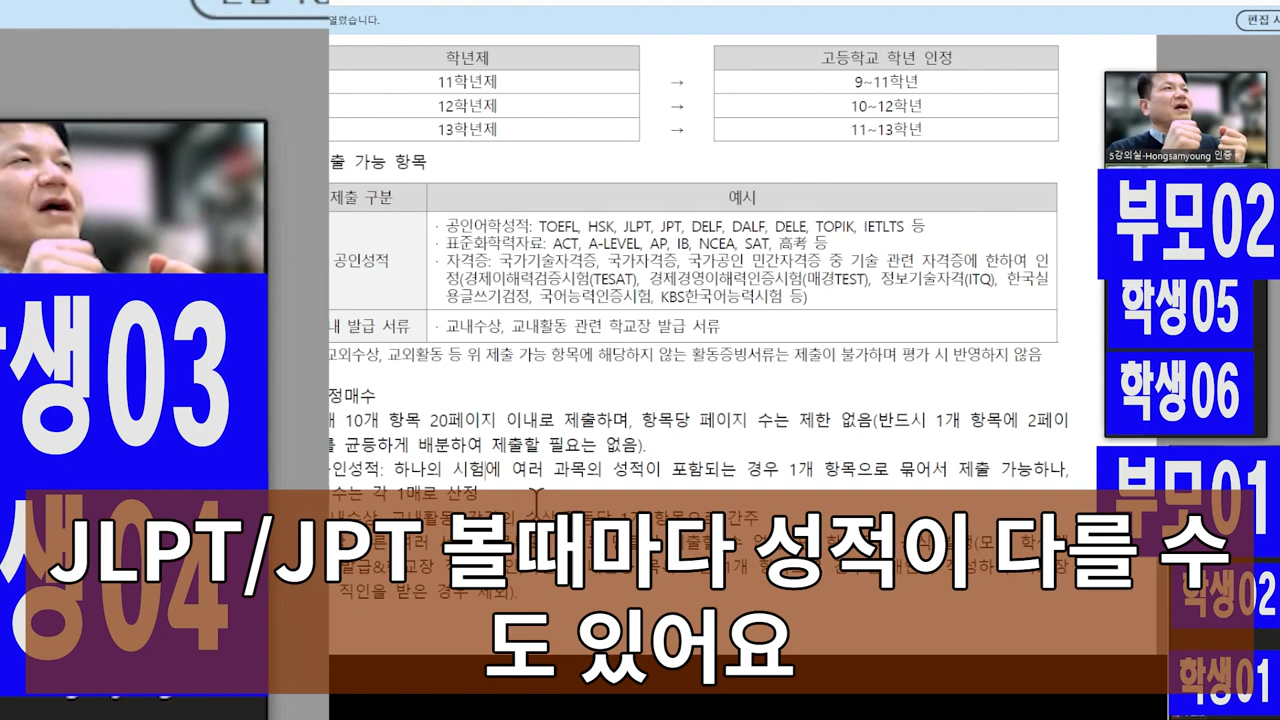 열렸습니다.
편집
학년제
고등학교 학년 인정
11학년제 → 9~11학년
12학년제 → 10~12학년
13학년제 → 11~13학년
출 가능 항목
제출 구분
예시
공인성적
· 공인어학성적: TOEFL, HSK, JLPT, JPT, DELF, DALF, DELE, TOPIK, IETLTS 등
· 표준화학력자료: ACT, A-LEVEL, AP, IB, NCEA, SAT, 高考 등
· 자격증: 국가기술자격증, 국가자격증, 국가공인 민간자격증 중 기술 관련 자격증에 한하여 인
정(경제이해력검증시험(TESAT), 경제경영이해력인증시험(매경TEST), 정보기술자격(ITQ), 한국실
용글쓰기검정, 국어능력인증시험, KBS한국어능력시험 등)
내 발급 서류
· 교내수상, 교내활동 관련 학교장 발급 서류
교외수상, 교외활동 등 위 제출 가능 항목에 해당하지 않는 활동증빙서류는 제출이 불가하며 평가 시 반영하지 않음
정매수
개 10개 항목 20페이지 이내로 제출하며, 항목당 페이지 수는 제한 없음(반드시 1개 항목에 2페이
를 균등하게 배분하여 제출할 필요는 없음).
인성적: 하나의 시험에 여러 과목의 성적이 포함되는 경우 1개 항목으로 묶어서 제출 가능하나,
수는 각 1매로 산정
직인을 받은 경우 제외).
5강의실-Hongsamyoung 인증
부모02
학생05
학생06
부모01
학생02
학생01
생03
생04
JLPT/JPT 볼때마다 성적이 다를 수
도 있어요